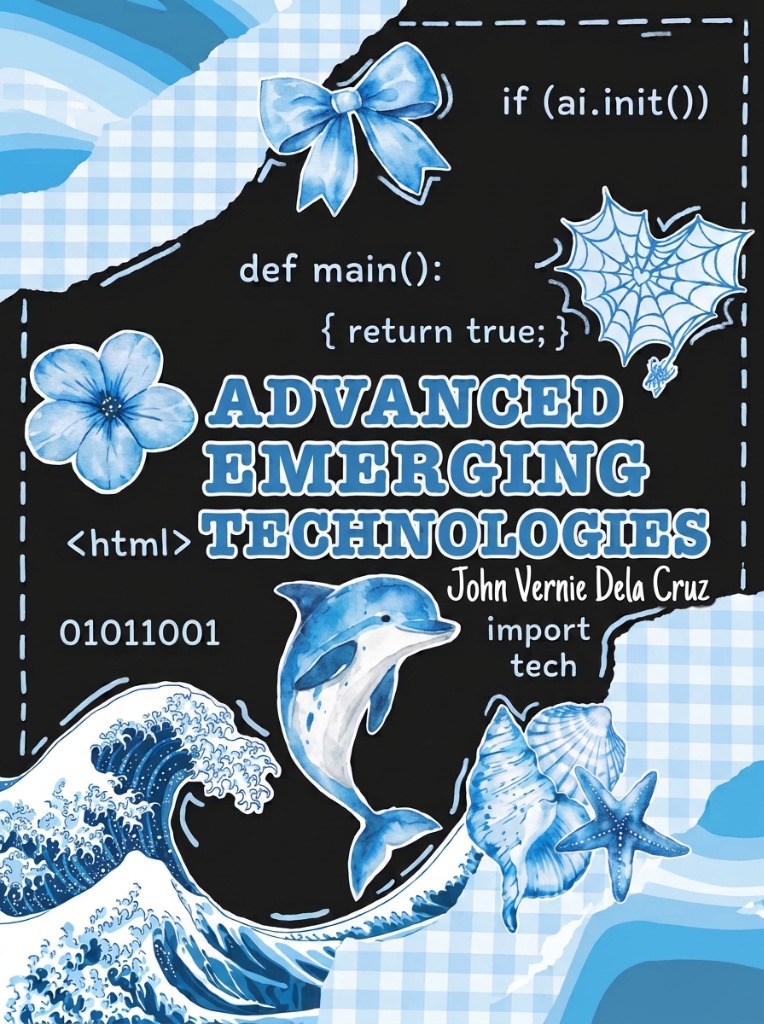 if (ai.init())
def main():
{ return true; }
ADVANCED
EMERGING
TECHNOLOGIES
<html>
John Vernie Dela Cruz
01011001
import
tech